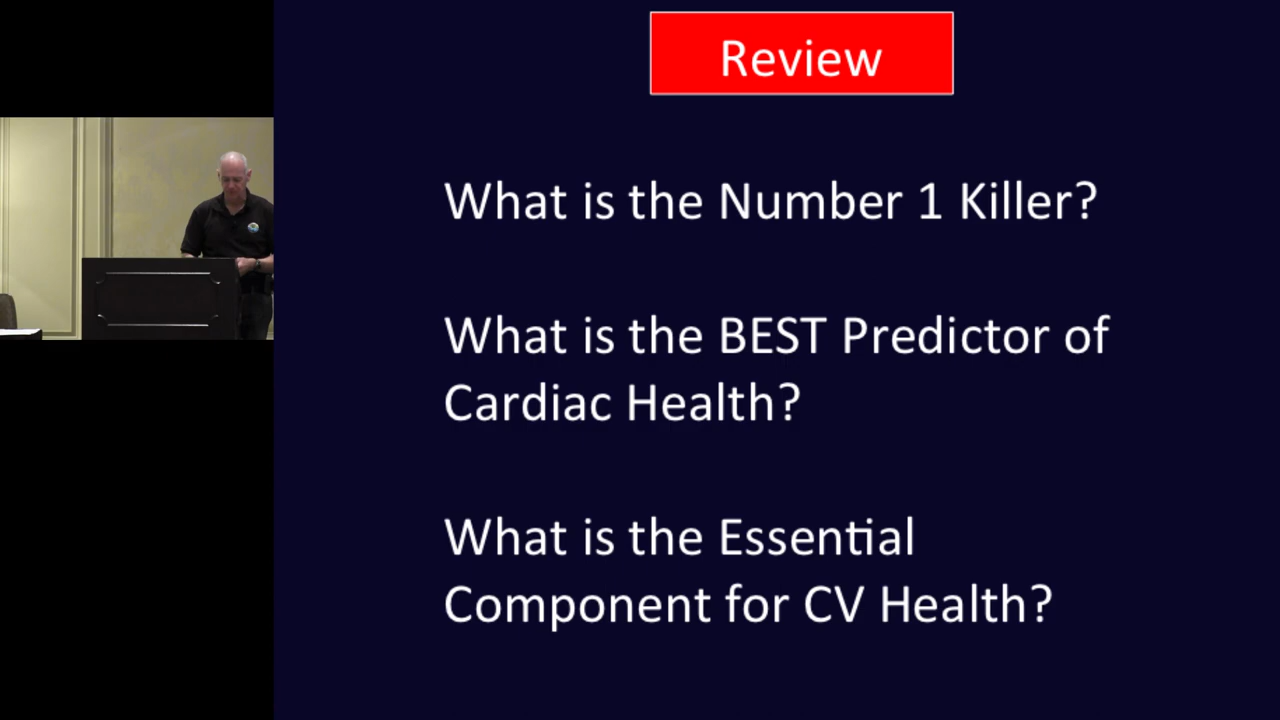 Review
What is the Number 1 Killer?
What is the BEST Predictor of
Cardiac Health?
What is the Essential
Component for CV Health?